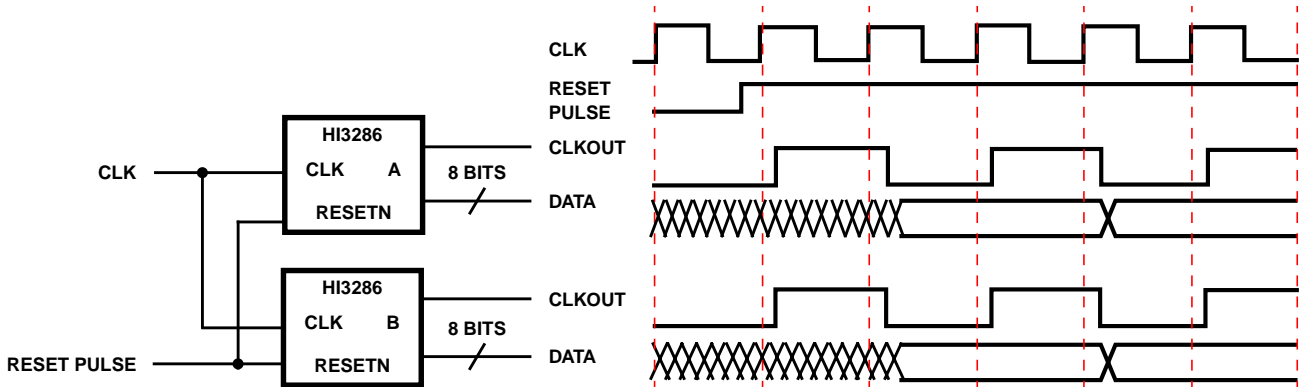 CLK
RESET
PULSE
HI3286
CLKOUT
CLK
CLK A
8 BITS
DATA
RESETN
HI3286
CLKOUT
CLK B
8 BITS
DATA
RESET PULSE
RESETN